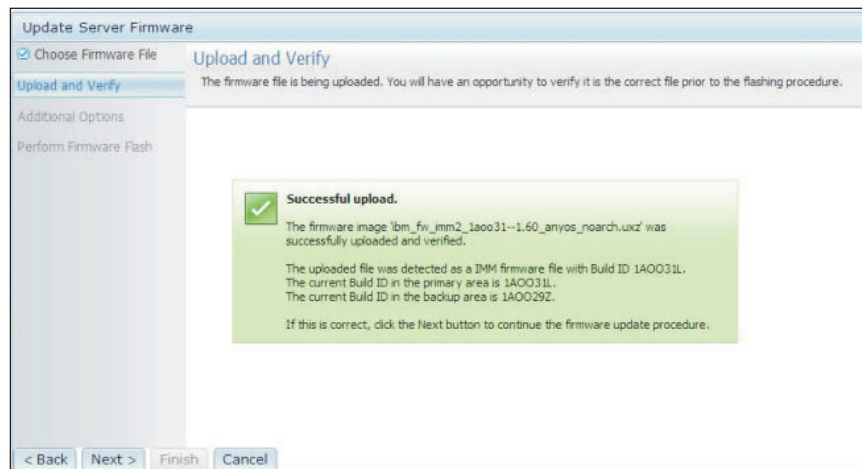 Update Server Firmware
Choose Firmware File
Upload and Verify
Additional Options
Perform Firmware Flash
Upload and Verify
The firmware file is being uploaded. You will have an opportunity to verify it is the correct file prior to the flashing procedure.
Successful upload.
The firmware image 'ibm_fw_imm2_1aoo31--1.60_anyos_noarch.uxz' was
successfully uploaded and verified.
The uploaded file was detected as a IMM firmware file with Build ID 1AOO31L.
The current Build ID in the primary area is 1AOO31L.
The current Build ID in the backup area is 1AOO29Z.
If this is correct, click the Next button to continue the firmware update procedure.
< Back
Next >
Finish
Cancel